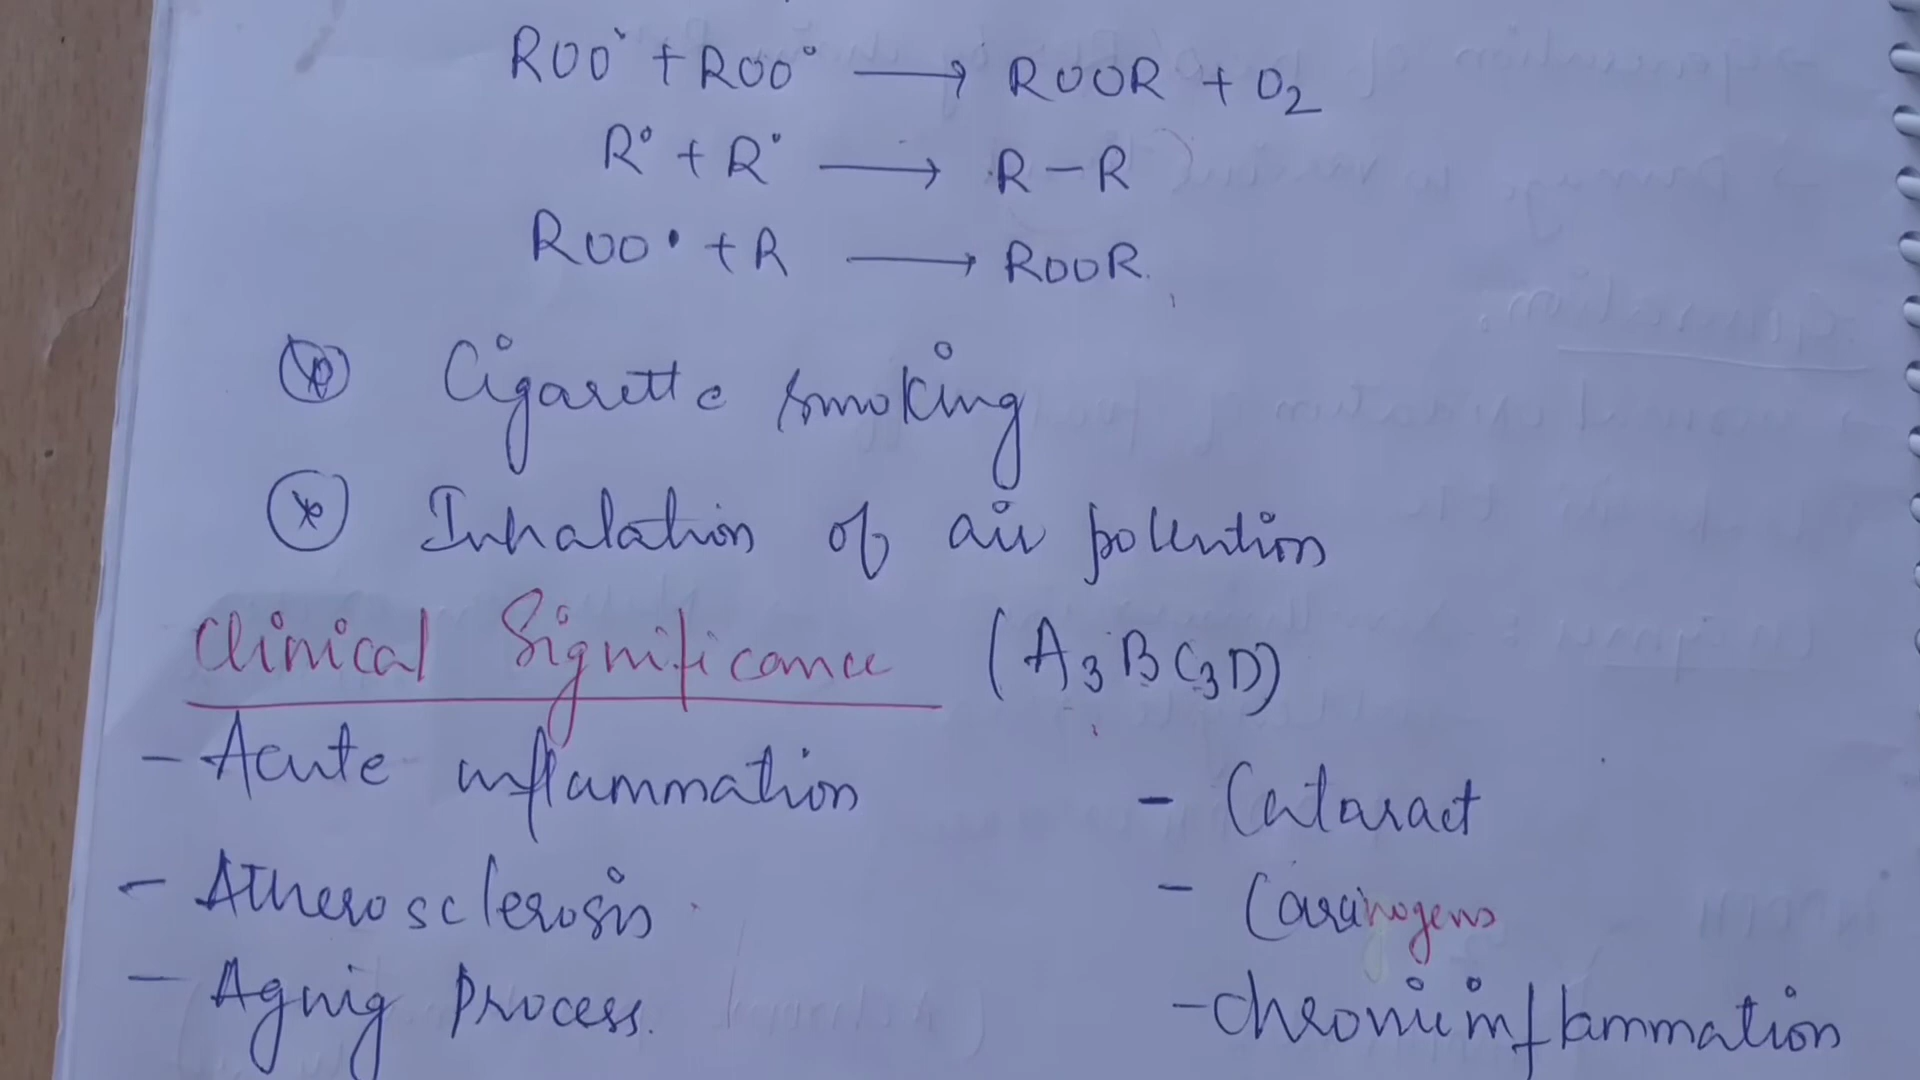 ROO° + ROO° → ROOR + O₂
R° + R° → R – R
ROO• + R → ROOR.
Cigarette smoking
Inhalation of air pollution
Clinical Significance (A₃BC₃D)
- Acute inflammation
- Atherosclerosis
- Aging Process.
- Cataract
- Carcinogens
- chronic inflammation